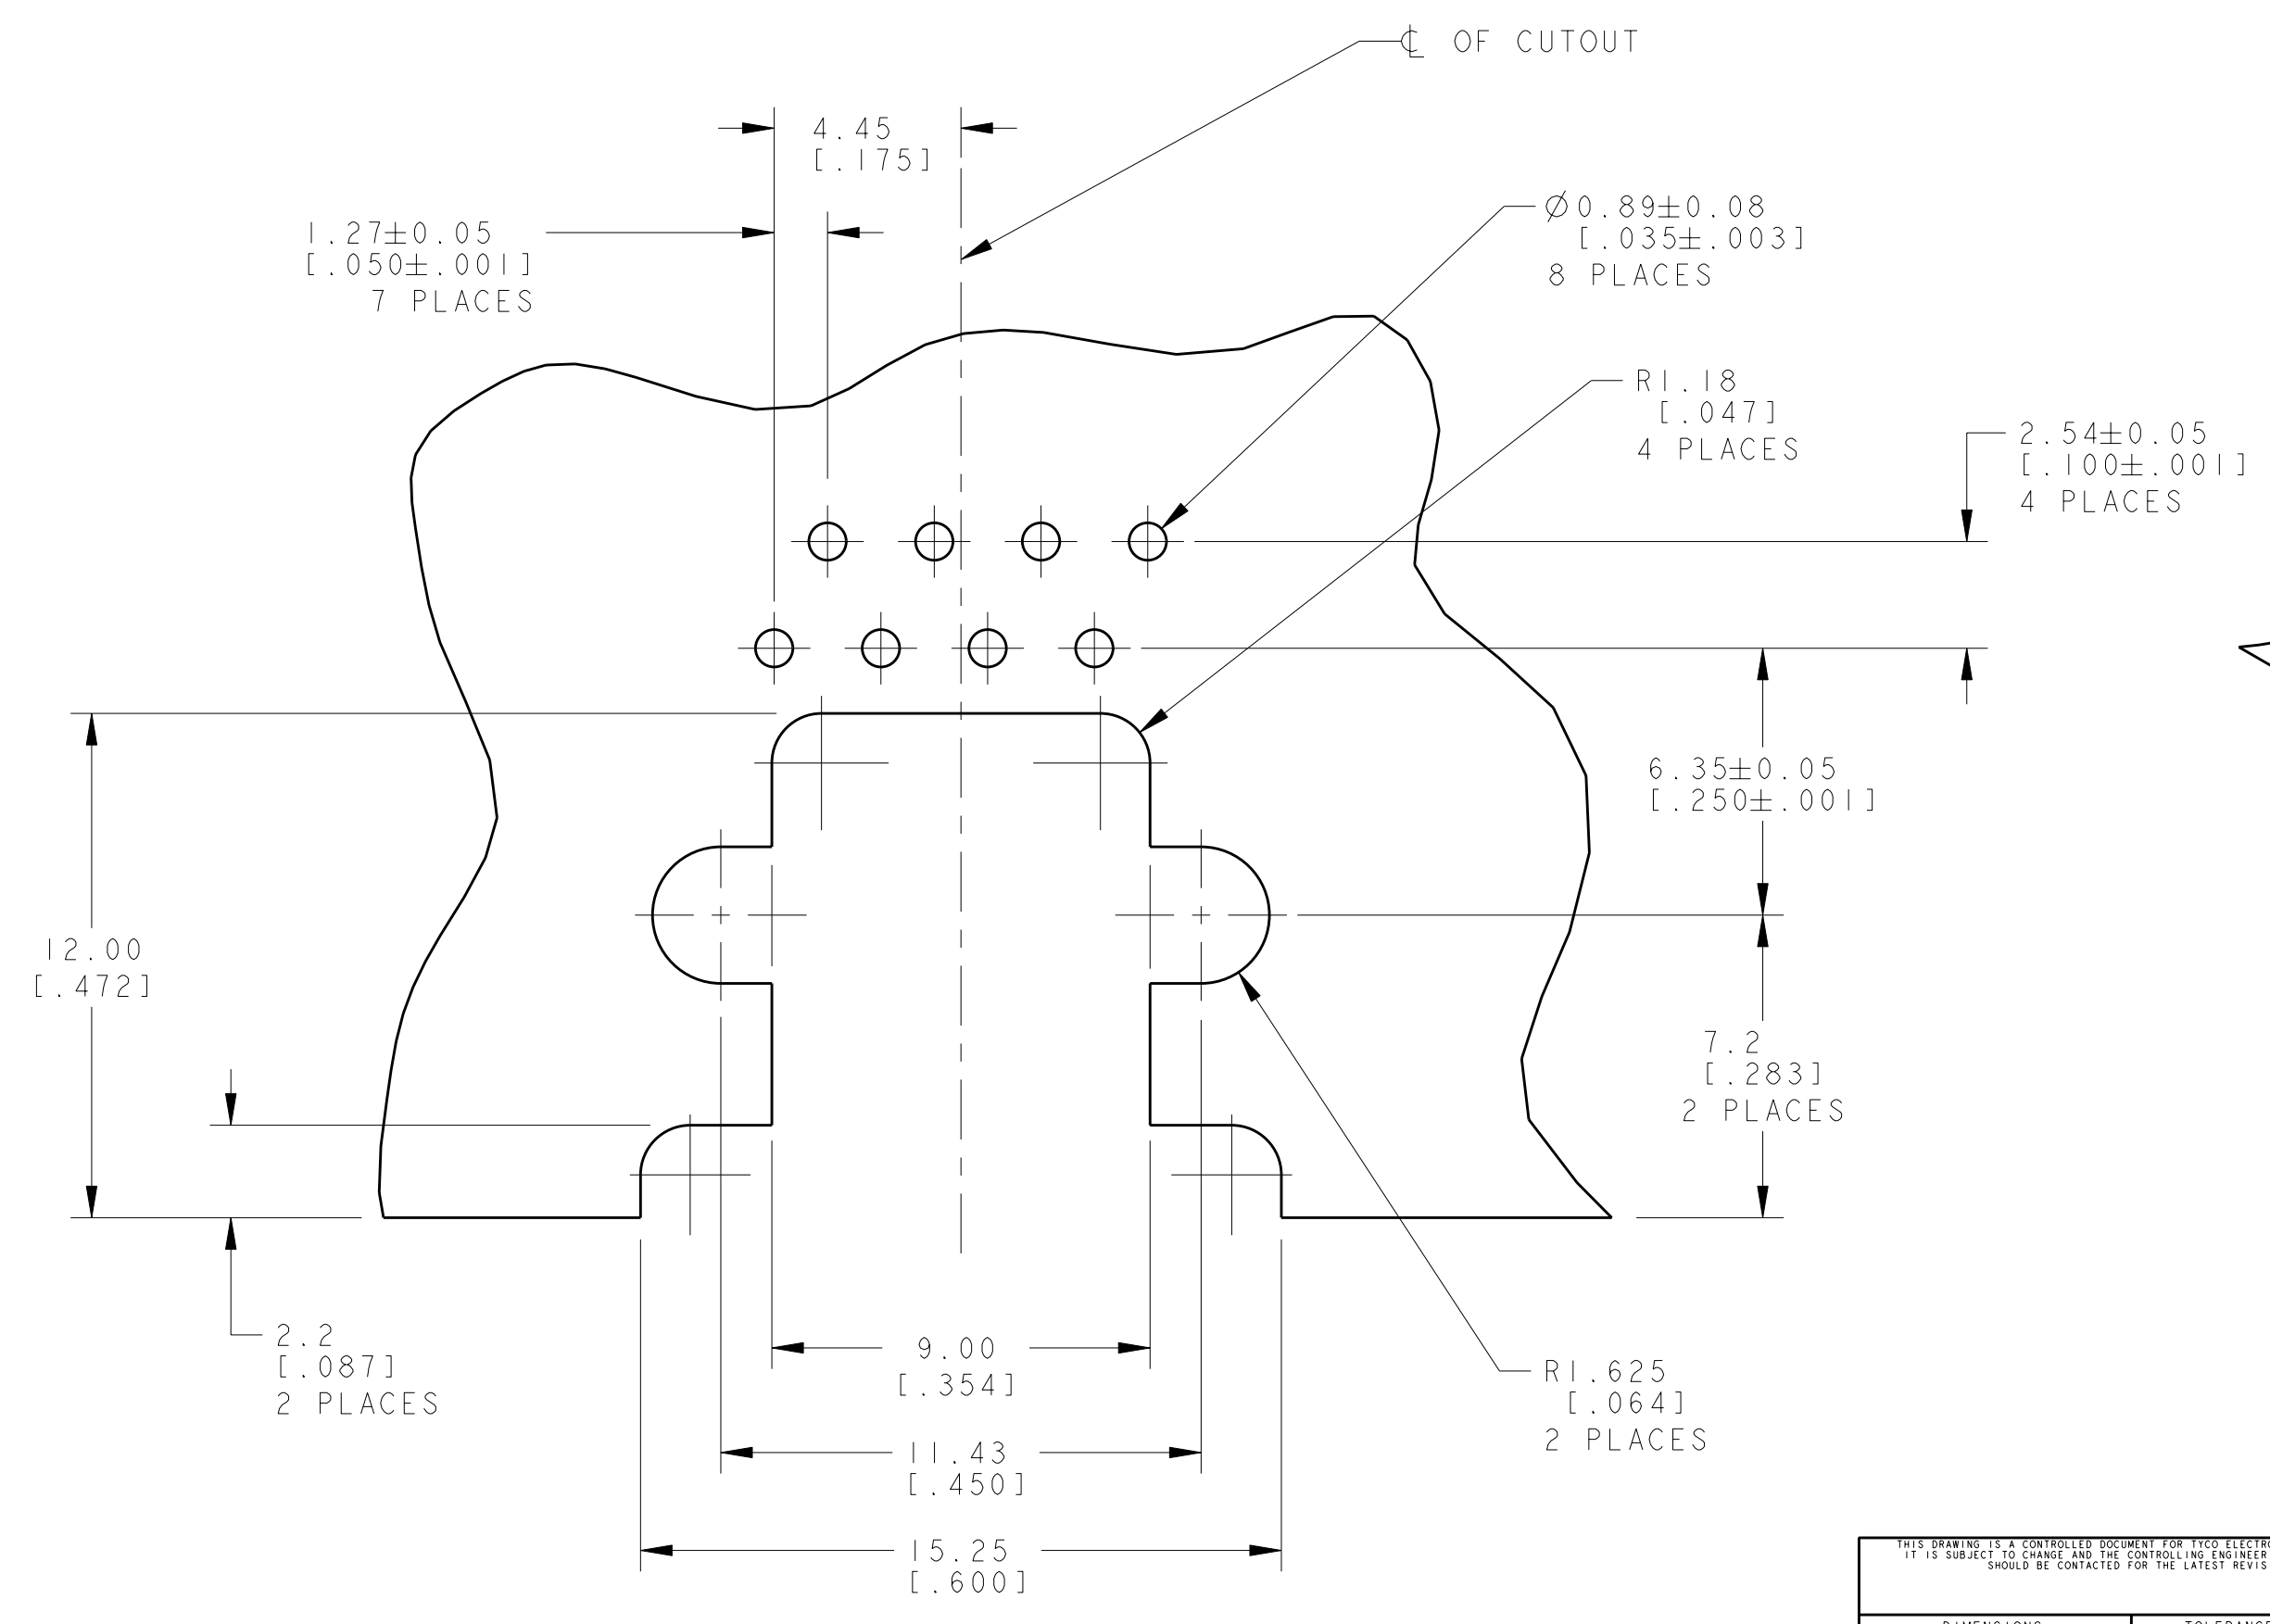 ℄ OF CUTOUT
4.45
[.175]
1.27±0.05
[.050±.001]
7 PLACES
Ø0.89±0.08
[.035±.003]
8 PLACES
R1.18
[.047]
4 PLACES
2.54±0.05
[.100±.001]
4 PLACES
6.35±0.05
[.250±.001]
12.00
[.472]
7.2
[.283]
2 PLACES
2.2
[.087]
2 PLACES
9.00
[.354]
R1.625
[.064]
2 PLACES
11.43
[.450]
15.25
[.600]
THIS DRAWING IS A CONTROLLED DOCUMENT FOR TYCO ELECTRO
IT IS SUBJECT TO CHANGE AND THE CONTROLLING ENGINEER
SHOULD BE CONTACTED FOR THE LATEST REVIS